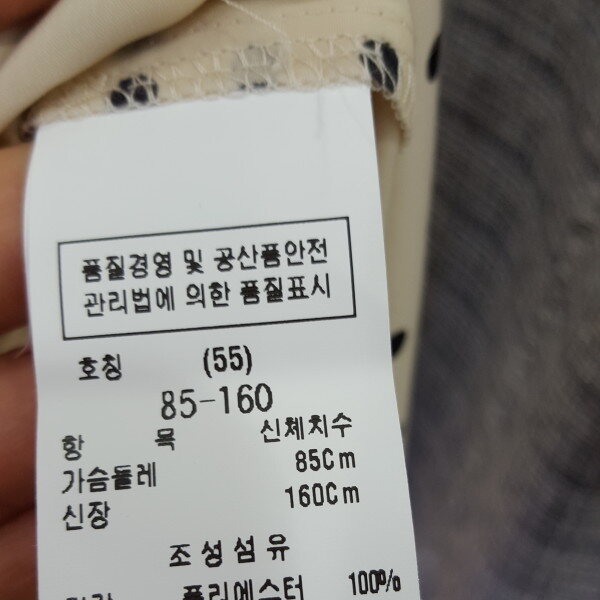 품질경영 및 공산품안전
관리법에 의한 품질표시
호칭 (55)
85-160
항 목 신체치수
가슴둘레 85Cm
신장 160Cm
조성섬유
폴리에스터 100%